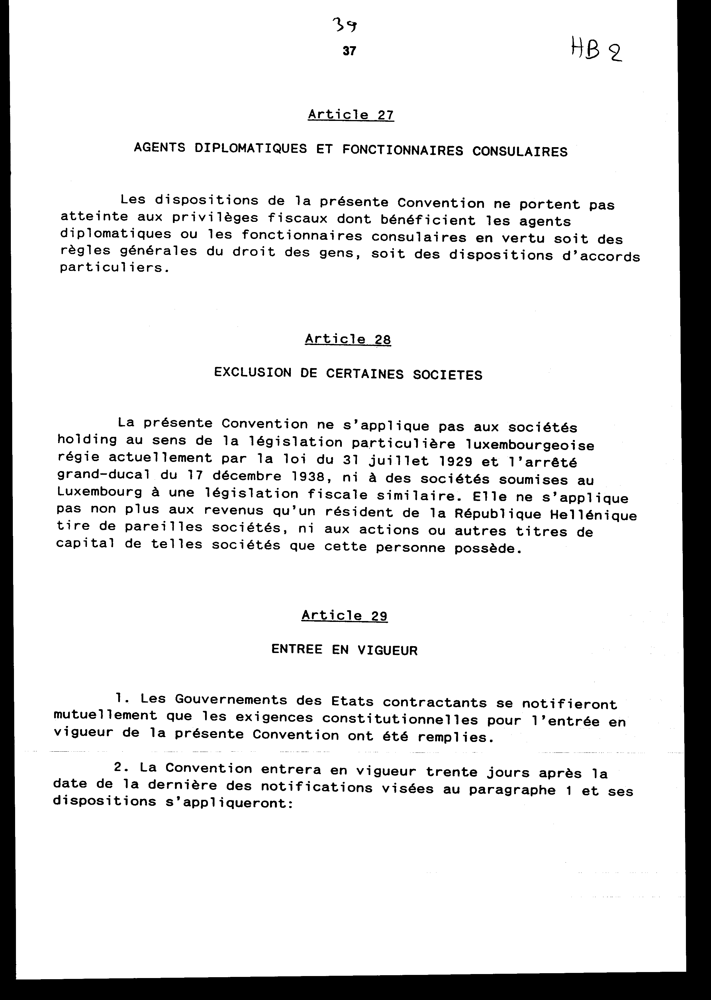 39
37
HB 2
Article 27
AGENTS DIPLOMATIQUES ET FONCTIONNAIRES CONSULAIRES
Les dispositions de la présente Convention ne portent pas
atteinte aux privilèges fiscaux dont bénéficient les agents
diplomatiques ou les fonctionnaires consulaires en vertu soit des
règles générales du droit des gens, soit des dispositions d'accords
particuliers.
Article 28
EXCLUSION DE CERTAINES SOCIETES
La présente Convention ne s'applique pas aux sociétés
holding au sens de la législation particulière luxembourgeoise
régie actuellement par la loi du 31 juillet 1929 et l'arrêté
grand-ducal du 17 décembre 1938, ni à des sociétés soumises au
Luxembourg à une législation fiscale similaire. Elle ne s'applique
pas non plus aux revenus qu'un résident de la République Hellénique
tire de pareilles sociétés, ni aux actions ou autres titres de
capital de telles sociétés que cette personne possède.
Article 29
ENTREE EN VIGUEUR
1. Les Gouvernements des Etats contractants se notifieront
mutuellement que les exigences constitutionnelles pour l'entrée en
vigueur de la présente Convention ont été remplies.
2. La Convention entrera en vigueur trente jours après la
date de la dernière des notifications visées au paragraphe 1 et ses
dispositions s'appliqueront: